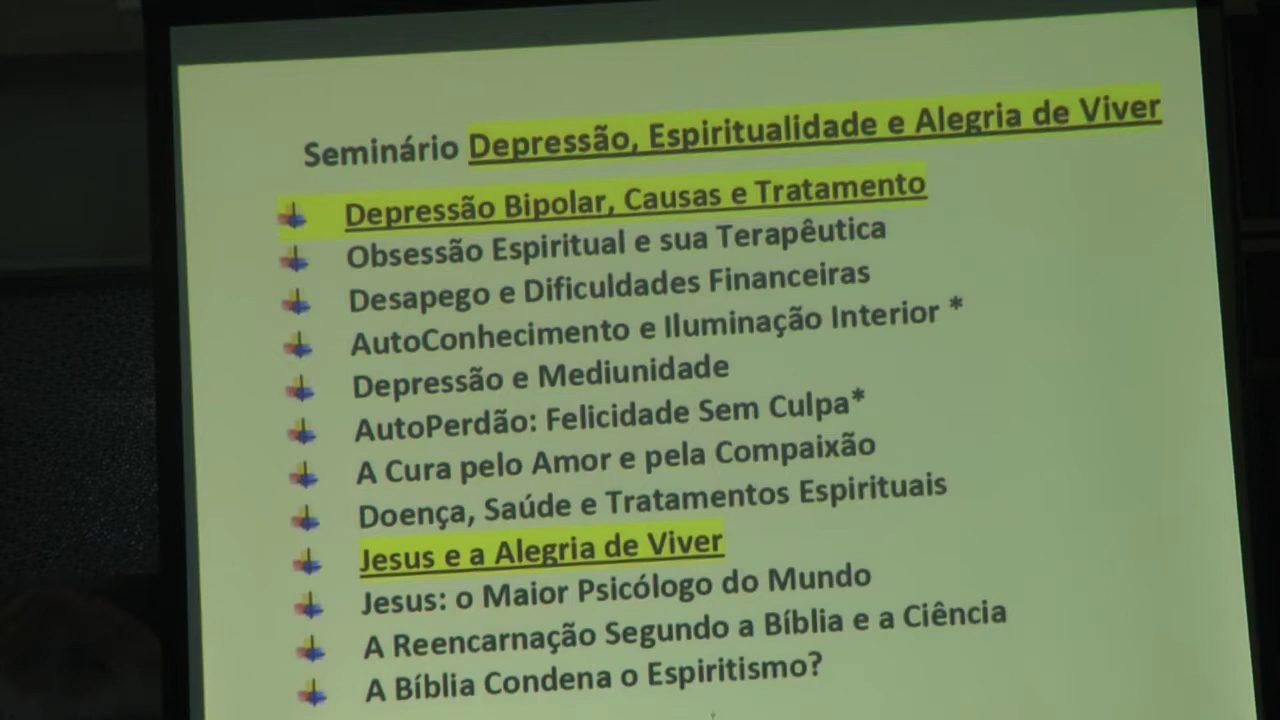 Seminário Depressão, Espiritualidade e Alegria de Viver
Depressão Bipolar, Causas e Tratamento
Obsessão Espiritual e sua Terapêutica
Desapego e Dificuldades Financeiras
AutoConhecimento e Iluminação Interior *
Depressão e Mediunidade
AutoPerdão: Felicidade Sem Culpa*
A Cura pelo Amor e pela Compaixão
Doença, Saúde e Tratamentos Espirituais
Jesus e a Alegria de Viver
Jesus: o Maior Psicólogo do Mundo
A Reencarnação Segundo a Bíblia e a Ciência
A Bíblia Condena o Espiritismo?